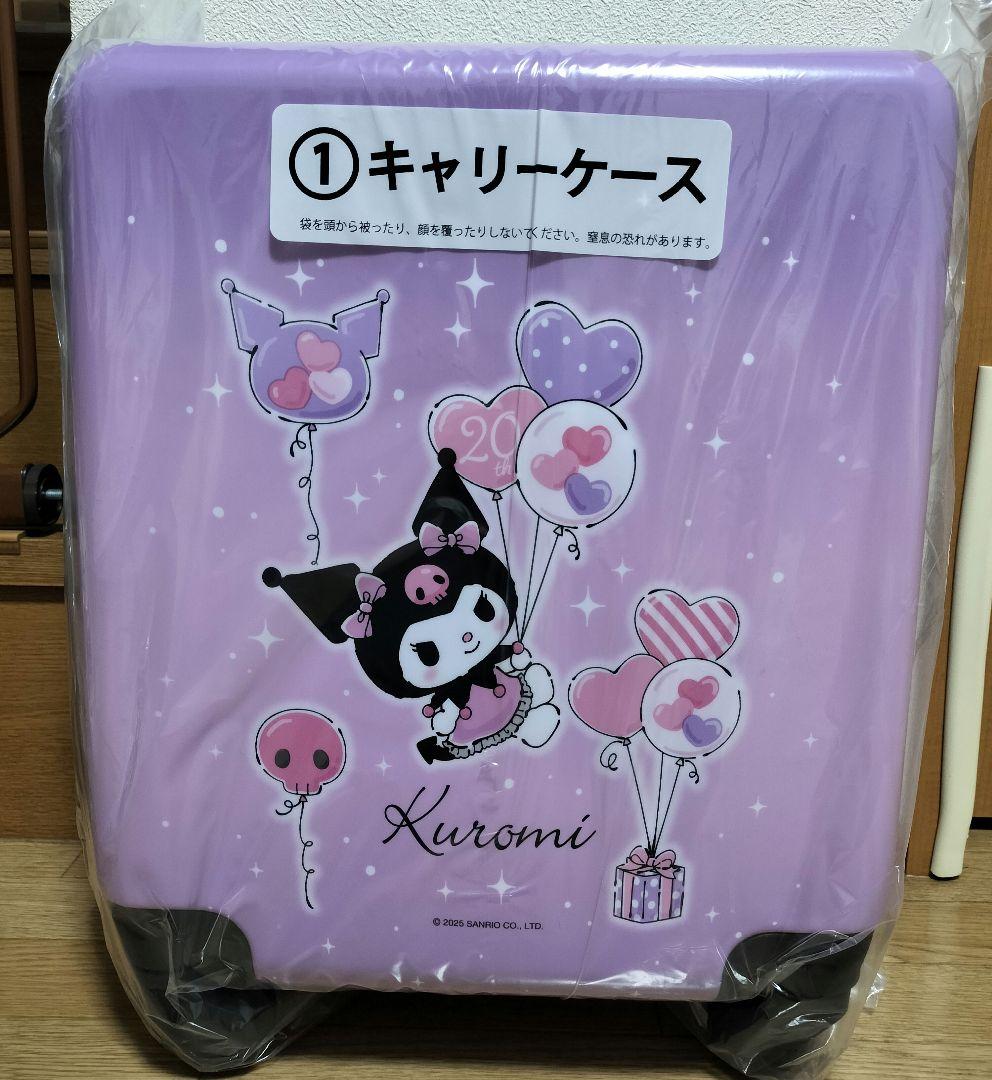 ①キャリーケース
袋を頭から被ったり、顔を覆ったりしないでください。窒息の恐れがあります。
20
th
Kuromi
© 2025 SANRIO CO., LTD.